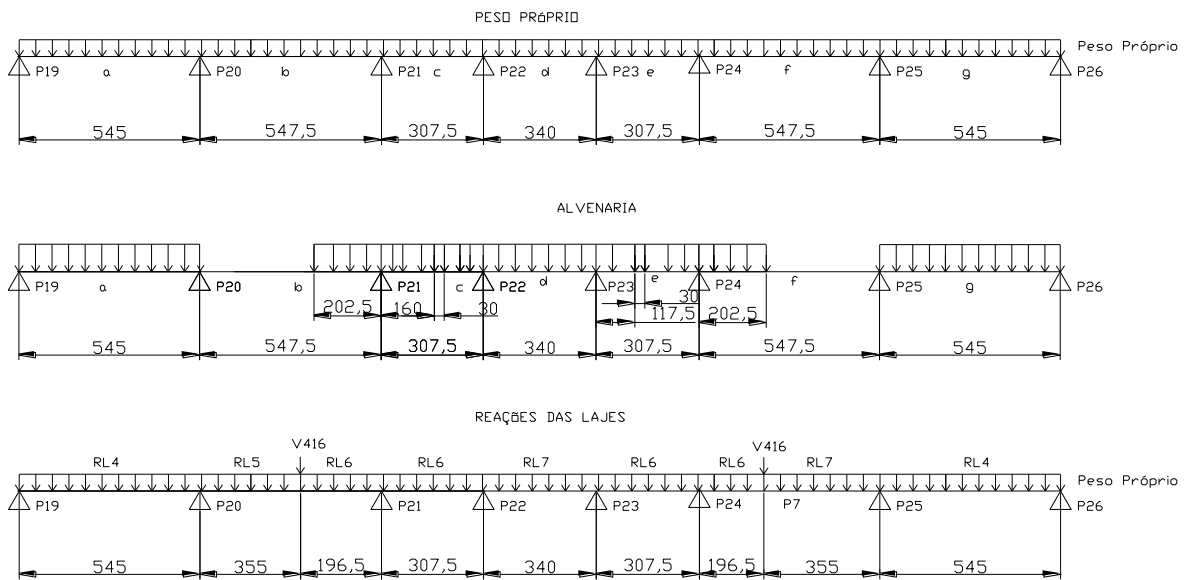 PESO PRóPRIO
Peso Próprio
P19 a P20 b P21 c P22 d P23 e P24 f P25 g P26
545 547,5 307,5 340 307,5 547,5 545
ALVENARIA
P19 a P20 b P21 c P22 d P23 e P24 f P25 g P26
202,5 160 30 30
117,5 202,5
545 547,5 307,5 340 307,5 547,5 545
REAÇõES DAS LAJES
V416 V416
RL4 RL5 RL6 RL6 RL7 RL6 RL6 RL7 RL4
Peso Próprio
P19 P20 P21 P22 P23 P24 P7 P25 P26
545 355 196,5 307,5 340 307,5 196,5 355 545